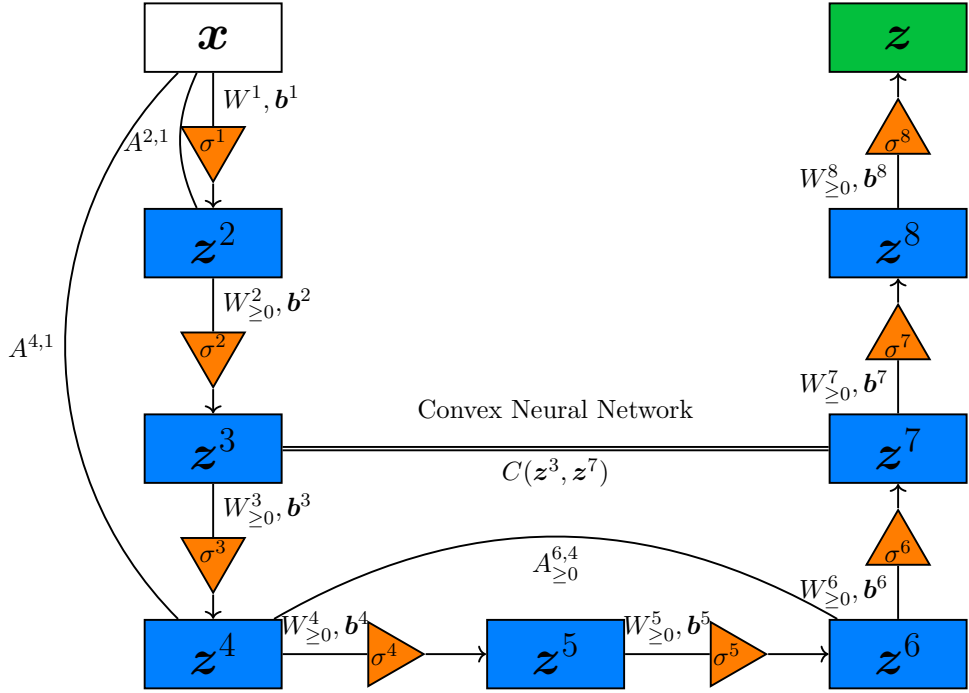 x
z
W^1, b^1
A^{2,1}
σ^1
σ^8
W^8_{≥0}, b^8
z^2
z^8
W^2_{≥0}, b^2
σ^2
σ^7
A^{4,1}
W^7_{≥0}, b^7
Convex Neural Network
z^3
z^7
C(z^3, z^7)
W^3_{≥0}, b^3
σ^3
σ^6
A^{6,4}_{≥0}
W^6_{≥0}, b^6
W^4_{≥0}, b^4
W^5_{≥0}, b^5
z^4
σ^4
z^5
σ^5
z^6